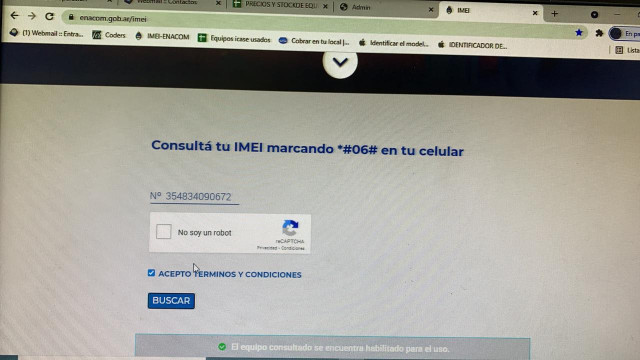 Webmail :: Contactos
PRECIOS Y STOCKDE EQU
Admin
IMEI
enacom.gob.ar/imei
(1) Webmail :: Entra...
Coders
IMEI-ENACOM
Equipos icase usados
Cobrar en tu local |...
Identificar el model...
IDENTIFICADOR DE...
En pa
Lista
Consultá tu IMEI marcando *#06# en tu celular
Nº 354834090672
No soy un robot
reCAPTCHA
Privacidad - Condiciones
ACEPTO TERMINOS Y CONDICIONES
BUSCAR
El equipo consultado se encuentra habilitado para el uso.